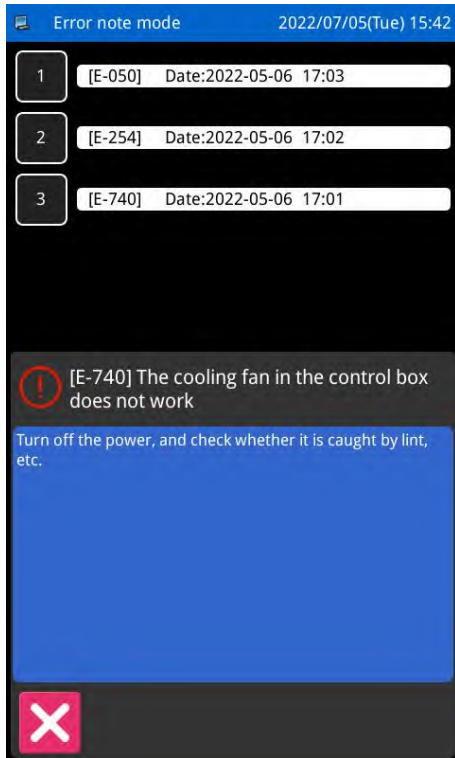 Error note mode 2022/07/05(Tue) 15:42
1 [E-050] Date:2022-05-06 17:03
2 [E-254] Date:2022-05-06 17:02
3 [E-740] Date:2022-05-06 17:01
[E-740] The cooling fan in the control box
does not work
Turn off the power, and check whether it is caught by lint,
etc.